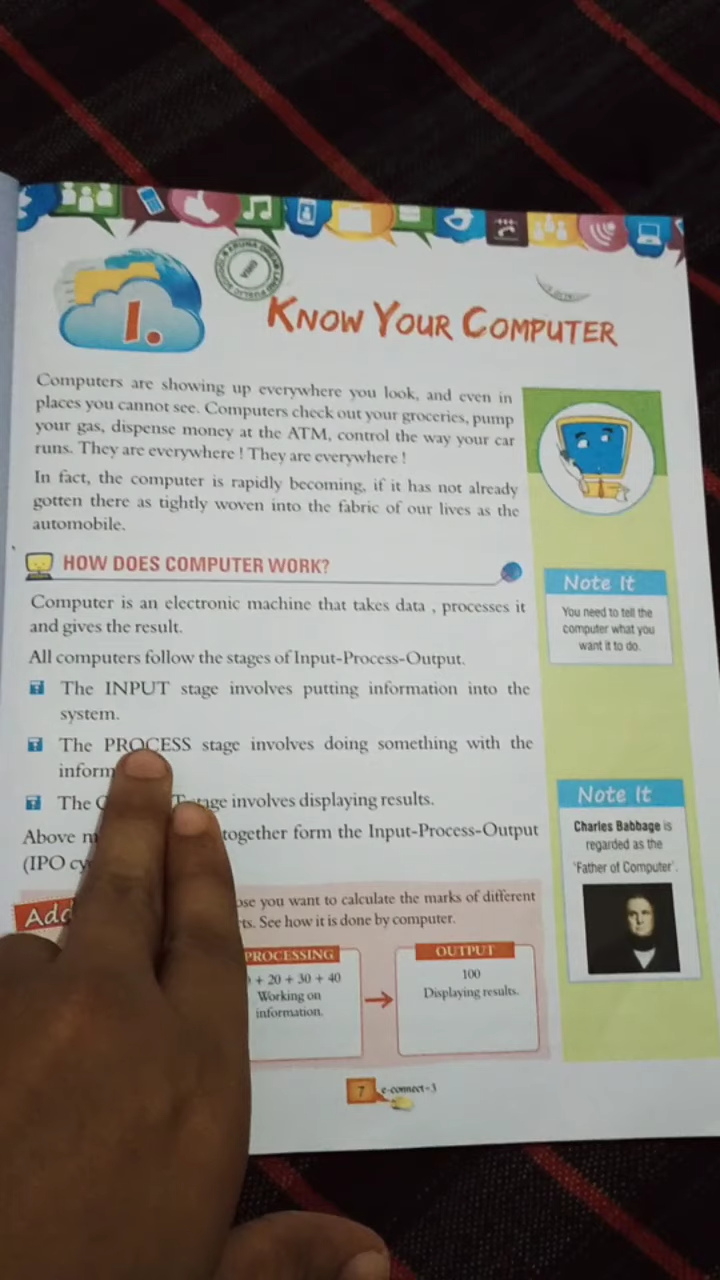 1.
KNOW YOUR COMPUTER
Computers are showing up everywhere you look, and even in
places you cannot see. Computers check out your groceries, pump
your gas, dispense money at the ATM, control the way your car
runs. They are everywhere ! They are everywhere !
In fact, the computer is rapidly becoming, if it has not already
gotten there as tightly woven into the fabric of our lives as the
automobile.
HOW DOES COMPUTER WORK?
Computer is an electronic machine that takes data , processes it
and gives the result.
All computers follow the stages of Input-Process-Output.
The INPUT stage involves putting information into the
system.
The PROCESS stage involves doing something with the
inform
The stage involves displaying results.
Above together form the Input-Process-Output
(IPO
Note It
You need to tell the
computer what you
want it to do.
Note It
Charles Babbage is
regarded as the
'Father of Computer'.
Add
you want to calculate the marks of different
See how it is done by computer.
PROCESSING
+ 20 + 30 + 40
Working on
information.
OUTPUT
100
Displaying results.
7
e-connect-3